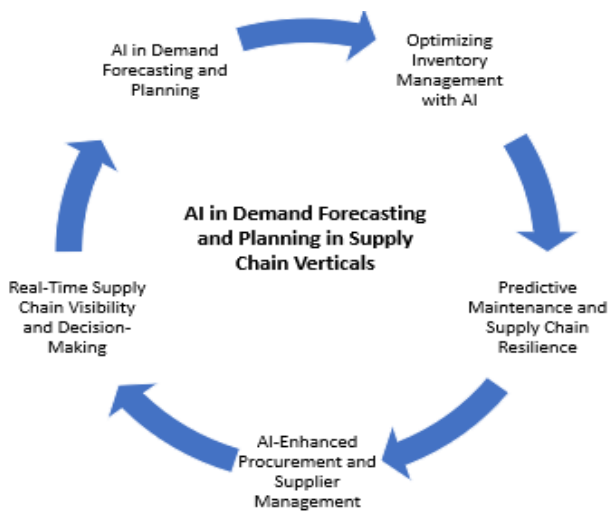 AI in Demand
Forecasting and
Planning
Optimizing
Inventory
Management
with AI
AI in Demand Forecasting
and Planning in Supply
Chain Verticals
Real-Time Supply
Chain Visibility
and Decision-
Making
Predictive
Maintenance and
Supply Chain
Resilience
AI-Enhanced
Procurement and
Supplier
Management